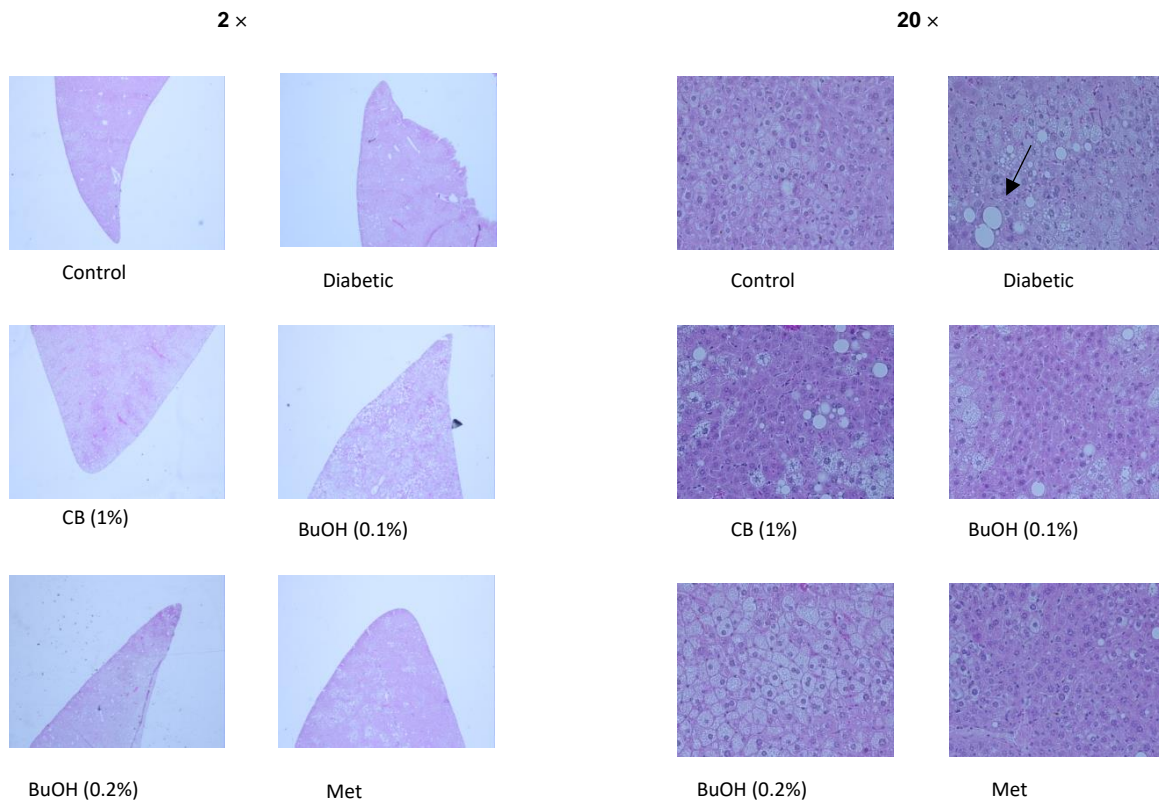 2 ×
20 ×
Control
Diabetic
Control
Diabetic
CB (1%)
BuOH (0.1%)
CB (1%)
BuOH (0.1%)
BuOH (0.2%)
Met
BuOH (0.2%)
Met